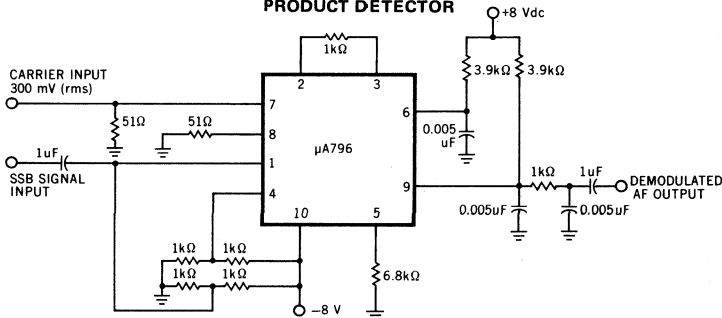 PRODUCT DETECTOR
+8 Vdc
1kΩ
CARRIER INPUT
300 mV (rms)
2
3
3.9kΩ
3.9kΩ
7
6
51Ω
51Ω
8
µA796
0.005
uF
1uF
1
SSB SIGNAL
INPUT
4
9
1kΩ
1uF
DEMODULATED
AF OUTPUT
10
5
0.005uF
0.005uF
1kΩ
1kΩ
1kΩ
1kΩ
6.8kΩ
−8 V